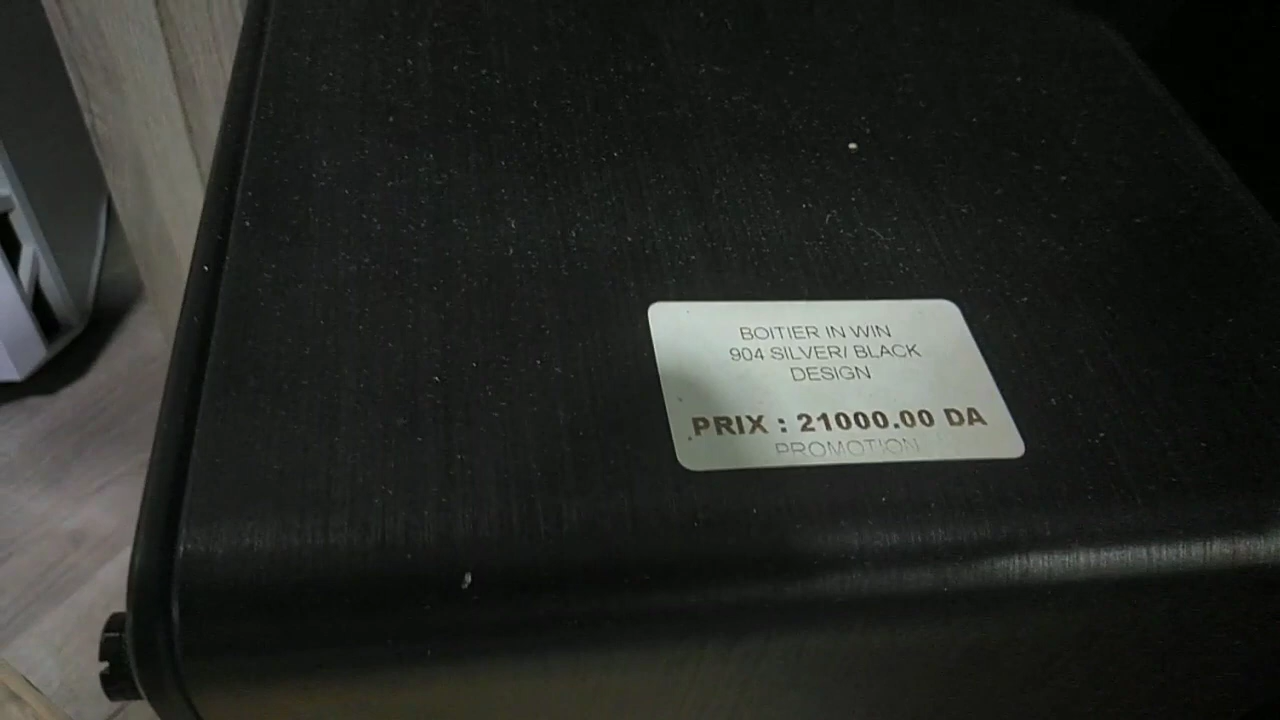 BOITIER IN WIN
904 SILVER/ BLACK
DESIGN
PRIX : 21000.00 DA
PROMOTION